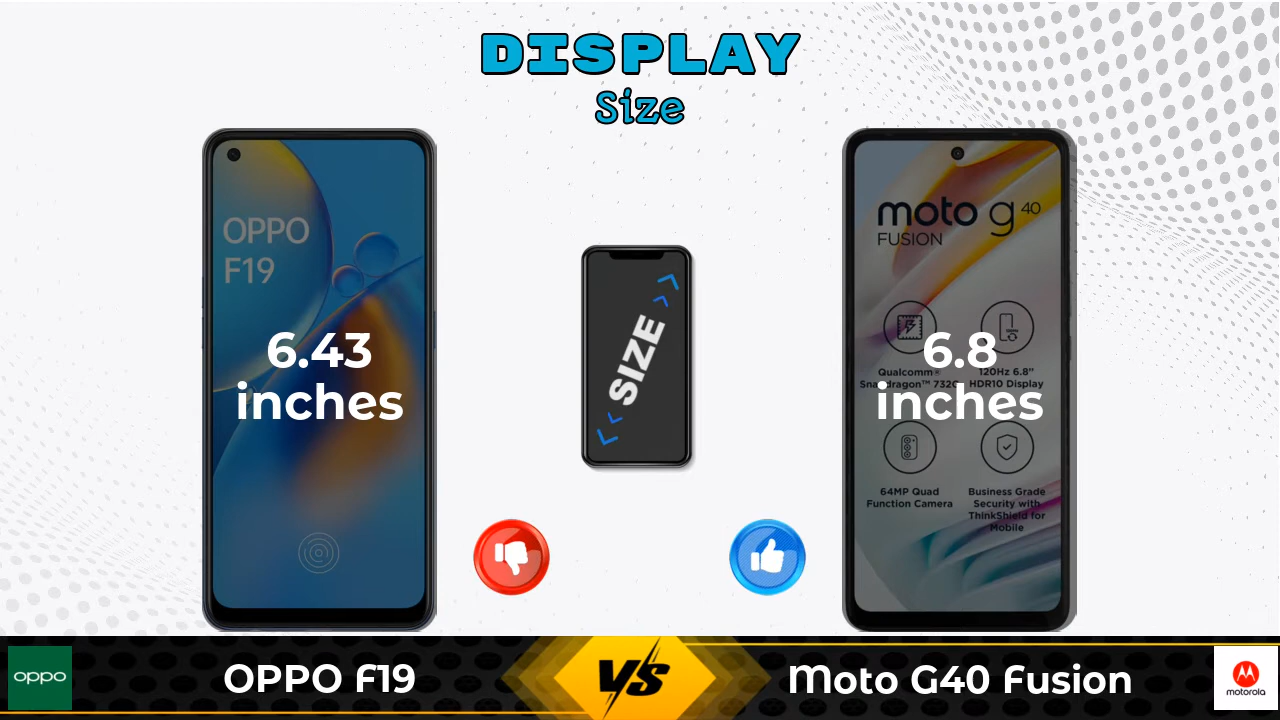 DISPLAY
Size
OPPO
F19
6.43
inches
SIZE
moto g 40
FUSION
6.8
inches
Qualcomm®
Snapdragon™ 732G
120Hz 6.8”
HDR10 Display
64MP Quad
Function Camera
Business Grade
Security with
ThinkShield for
Mobile
oppo
OPPO F19
VS
Moto G40 Fusion
motorola